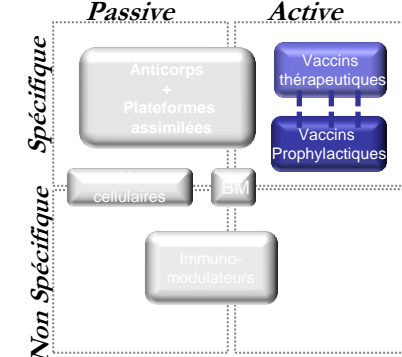 Passive
Active
Spécifique
Anticorps
+
Plateformes
assimilées
Vaccins
thérapeutiques
Vaccins
Prophylactiques
cellulaires
BM
Non Spécifique
Immuno-
modulateurs